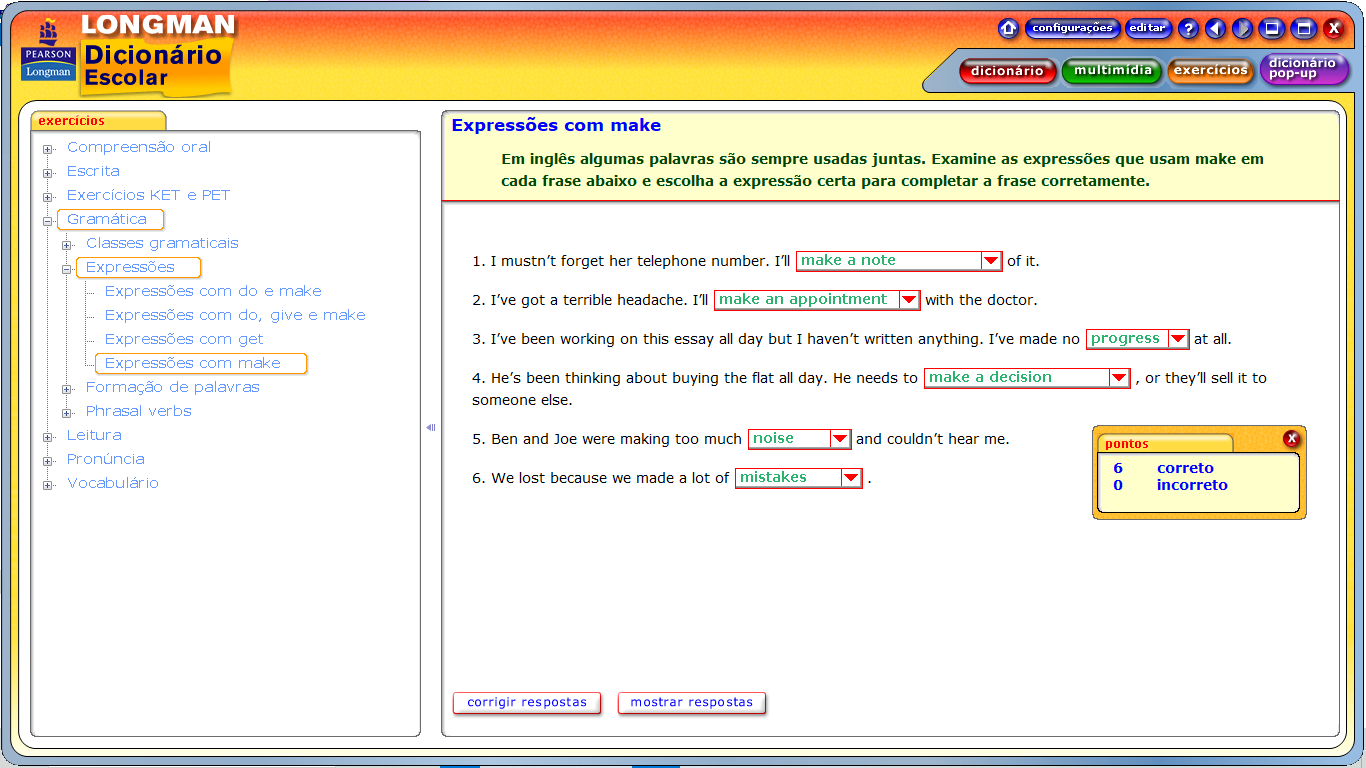 LONGMAN
Dicionário
Escolar
PEARSON
Longman
configurações
editar
?
X
dicionário
multimídia
exercícios
dicionário
pop-up
exercícios
Compreensão oral
Escrita
Exercícios KET e PET
Gramática
Classes gramaticais
Expressões
Expressões com do e make
Expressões com do, give e make
Expressões com get
Expressões com make
Formação de palavras
Phrasal verbs
Leitura
Pronúncia
Vocabulário
Expressões com make
Em inglês algumas palavras são sempre usadas juntas. Examine as expressões que usam make em
cada frase abaixo e escolha a expressão certa para completar a frase corretamente.
1. I mustn't forget her telephone number. I'll make a note of it.
2. I've got a terrible headache. I'll make an appointment with the doctor.
3. I've been working on this essay all day but I haven't written anything. I've made no progress at all.
4. He's been thinking about buying the flat all day. He needs to make a decision , or they'll sell it to
someone else.
5. Ben and Joe were making too much noise and couldn't hear me.
6. We lost because we made a lot of mistakes .
pontos
X
6 correto
0 incorreto
corrigir respostas
mostrar respostas